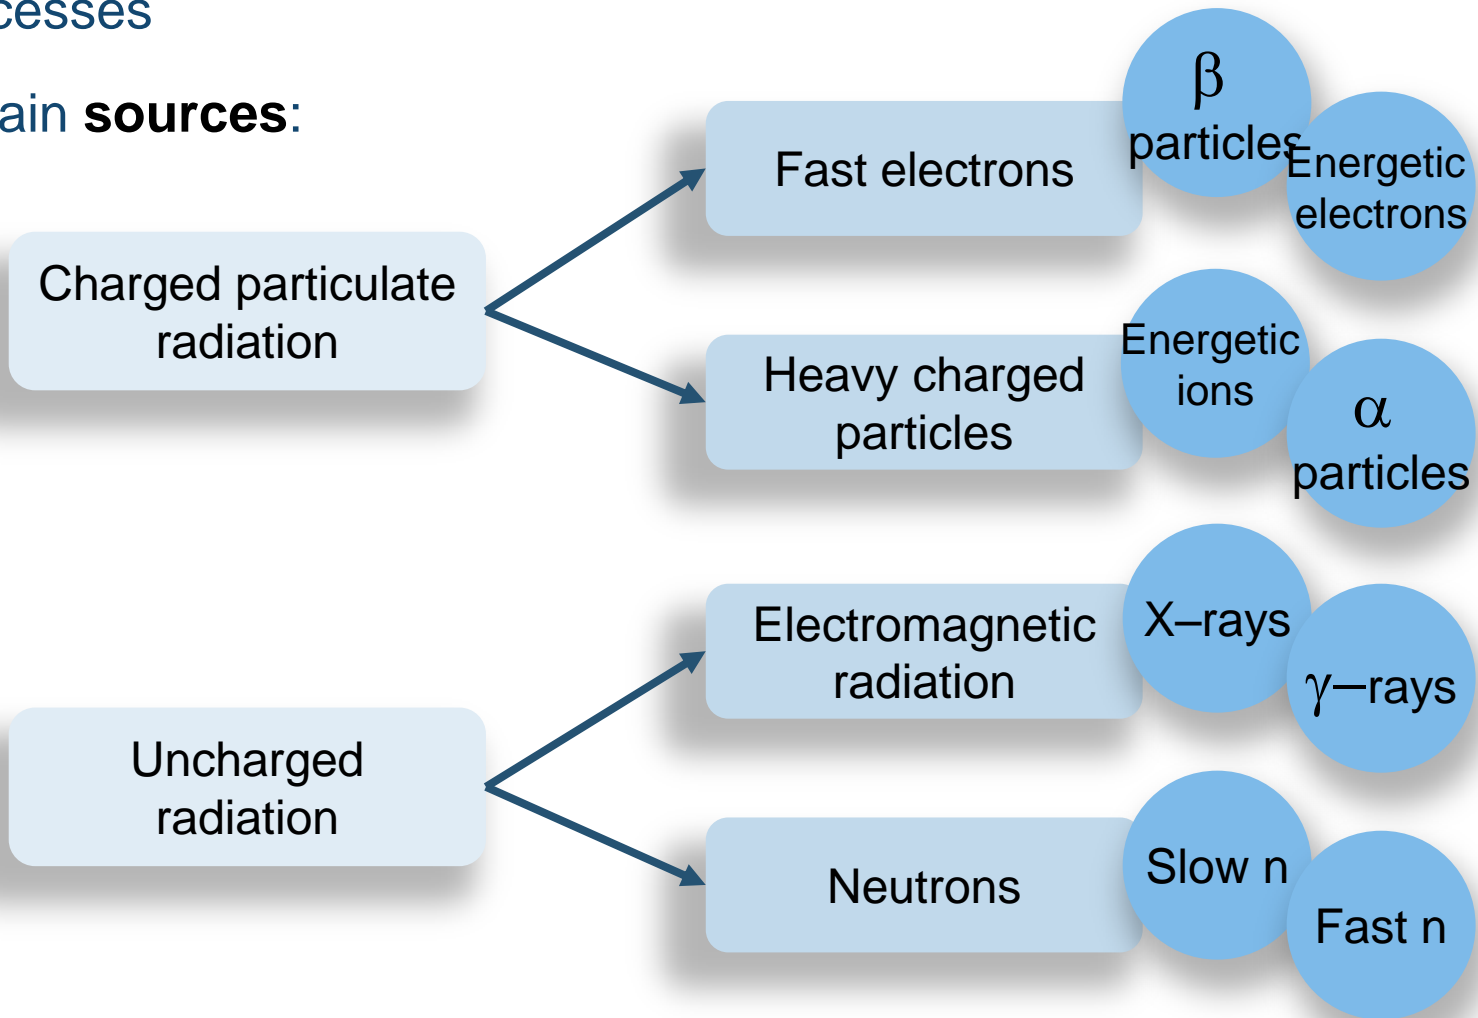 cesses
ain sources:
Charged particulate
radiation
Fast electrons
β
particles
Energetic
electrons
Heavy charged
particles
Energetic
ions
α
particles
Uncharged
radiation
Electromagnetic
radiation
X–rays
γ–rays
Neutrons
Slow n
Fast n